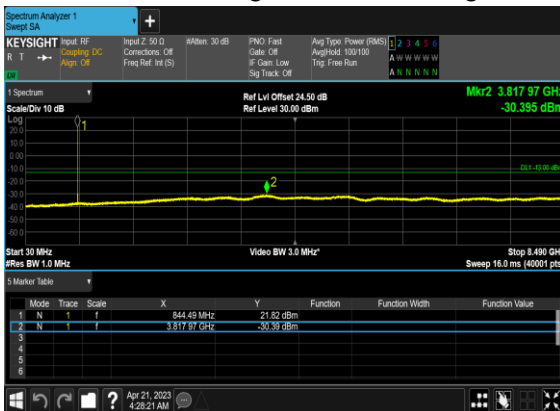 Spectrum Analyzer 1
Swept SA
KEYSIGHT Input: RF Input Z: 50 Ω #Atten: 30 dB PNO: Fast Avg Type: Power (RMS) 1 2 3 4 5 6
R T Coupling: DC Corrections: Off Gate: Off Avg|Hold: 100/100 A W W W W W
Align: Off Freq Ref: Int (S) IF Gain: Low Trig: Free Run
Sig Track: Off A N N N N N
1 Spectrum Ref Lvl Offset 24.50 dB Mkr2 3.817 97 GHz
Scale/Div 10 dB Ref Level 30.00 dBm -30.395 dBm
Log 1
20.0
10.0
0.00
-10.0 DL1 -13.00 dBm
-20.0 2
-30.0
-40.0
-50.0
-60.0
Start 30 MHz Video BW 3.0 MHz* Stop 8.490 GH
#Res BW 1.0 MHz Sweep 16.0 ms (40001 pts
5 Marker Table
Mode Trace Scale X Y Function Function Width Function Value
1 N 1 f 844.49 MHz 21.82 dBm
2 N 1 f 3.817 97 GHz -30.39 dBm
3
4
5
6
? Apr 21, 2023
4:28:21 AM